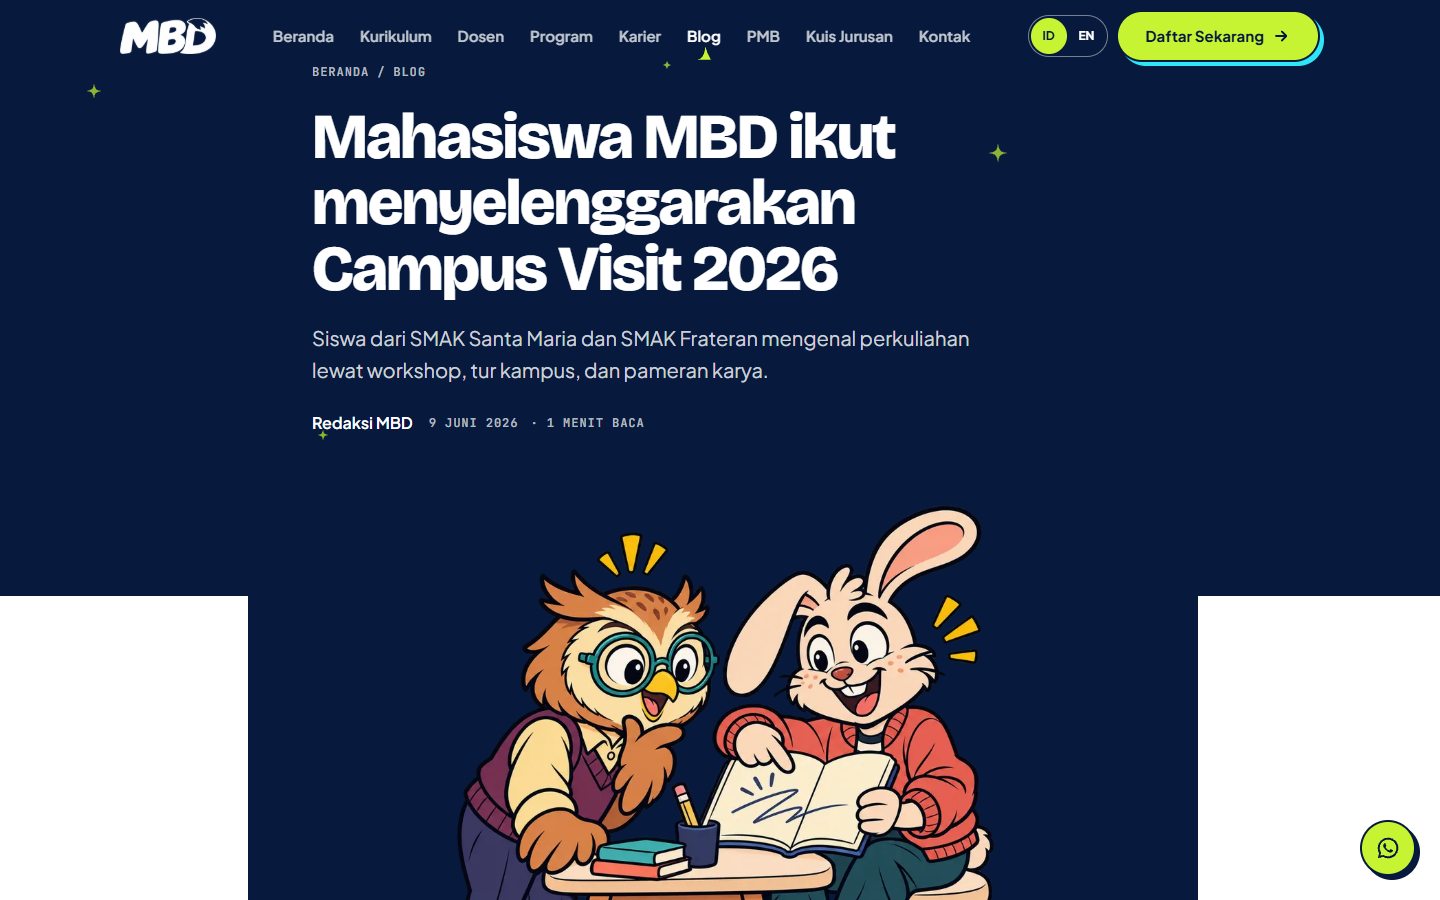 MBD
Beranda Kurikulum Dosen Program Karier Blog PMB Kuis Jurusan Kontak
ID EN
Daftar Sekarang →
BERANDA / BLOG
Mahasiswa MBD ikut
menyelenggarakan
Campus Visit 2026
Siswa dari SMAK Santa Maria dan SMAK Frateran mengenal perkuliahan
lewat workshop, tur kampus, dan pameran karya.
Redaksi MBD 9 JUNI 2026 · 1 MENIT BACA